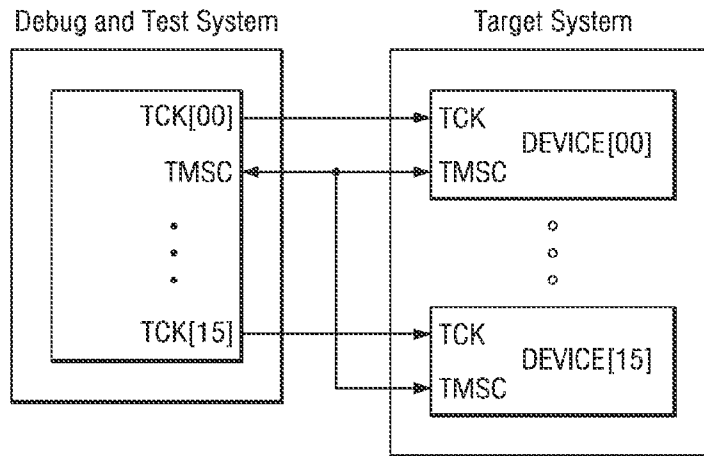 Debug and Test System
Target System
TCK[00]
TMSC
TCK[15]
TCK
DEVICE[00]
TMSC
TCK
DEVICE[15]
TMSC